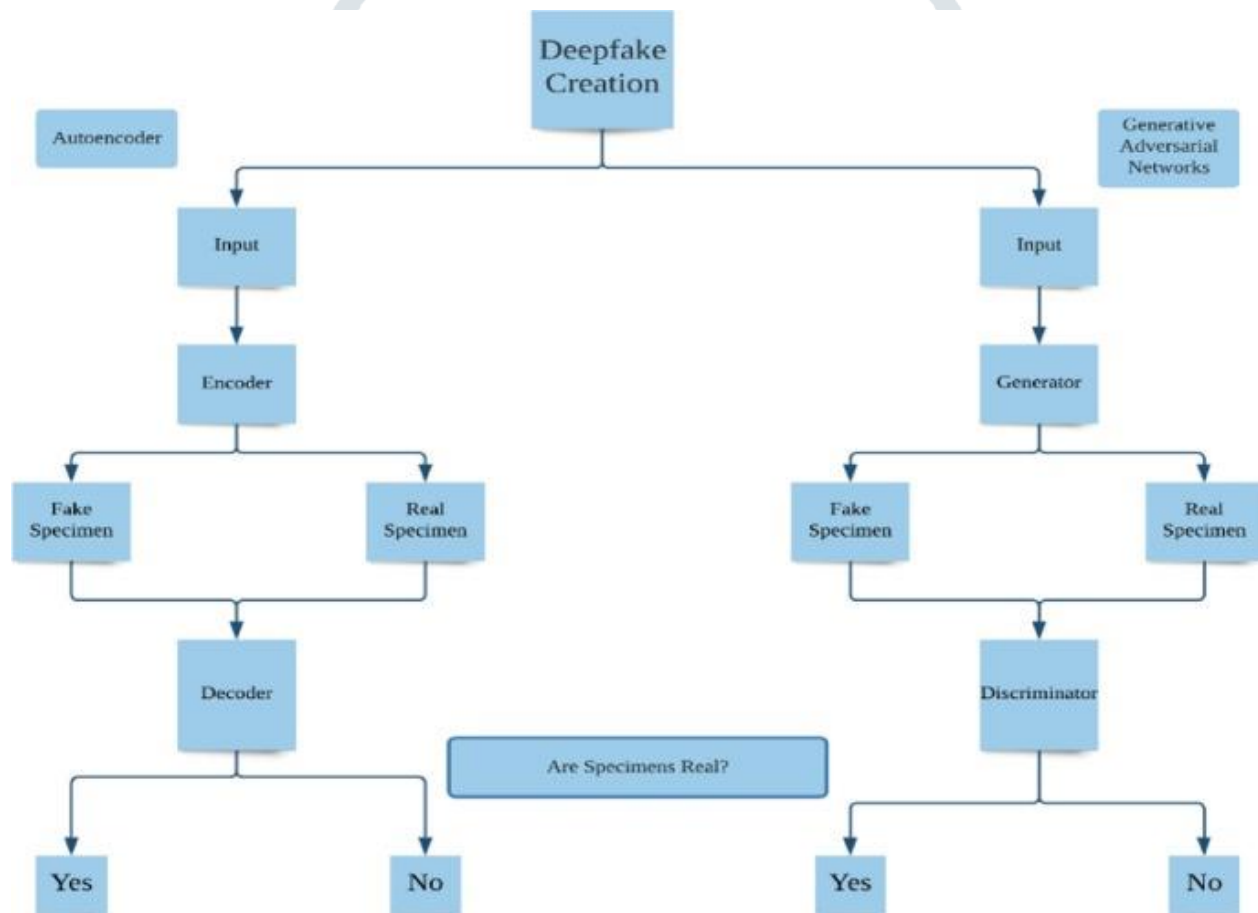 Deepfake
Creation
Autoencoder
Generative
Adversarial
Networks
Input
Input
Encoder
Generator
Fake
Specimen
Real
Specimen
Fake
Specimen
Real
Specimen
Decoder
Discriminator
Are Specimens Real?
Yes
No
Yes
No